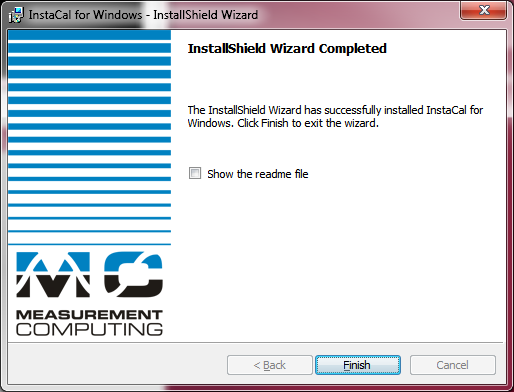 InstaCal for Windows - InstallShield Wizard
InstallShield Wizard Completed
The InstallShield Wizard has successfully installed InstaCal for
Windows. Click Finish to exit the wizard.
Show the readme file
MC
MEASUREMENT
COMPUTING
< Back
Finish
Cancel